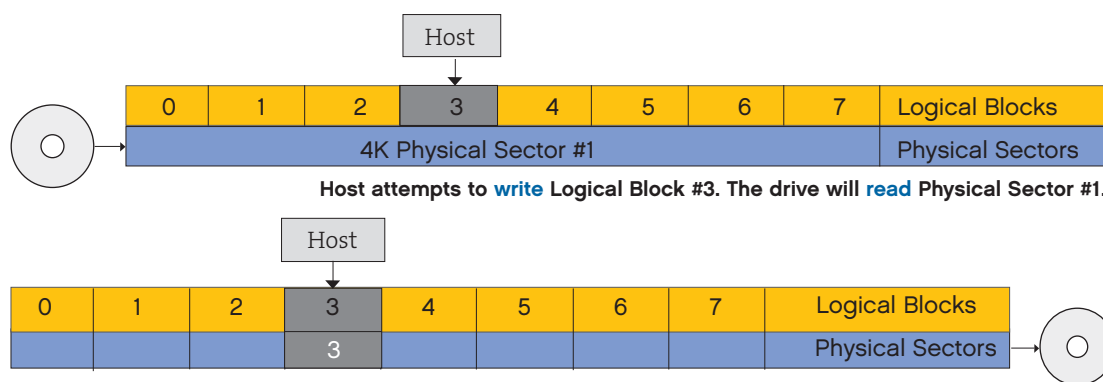 Host
0 1 2 3 4 5 6 7 Logical Blocks
4K Physical Sector #1 Physical Sectors
Host attempts to write Logical Block #3. The drive will read Physical Sector #1.
Host
0 1 2 3 4 5 6 7 Logical Blocks
3 Physical Sectors